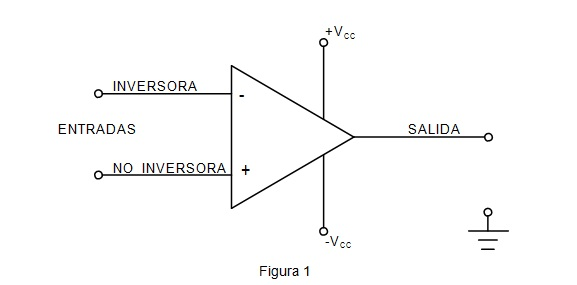 +Vcc
INVERSORA
-
ENTRADAS
SALIDA
NO INVERSORA
+
-Vcc
Figura 1